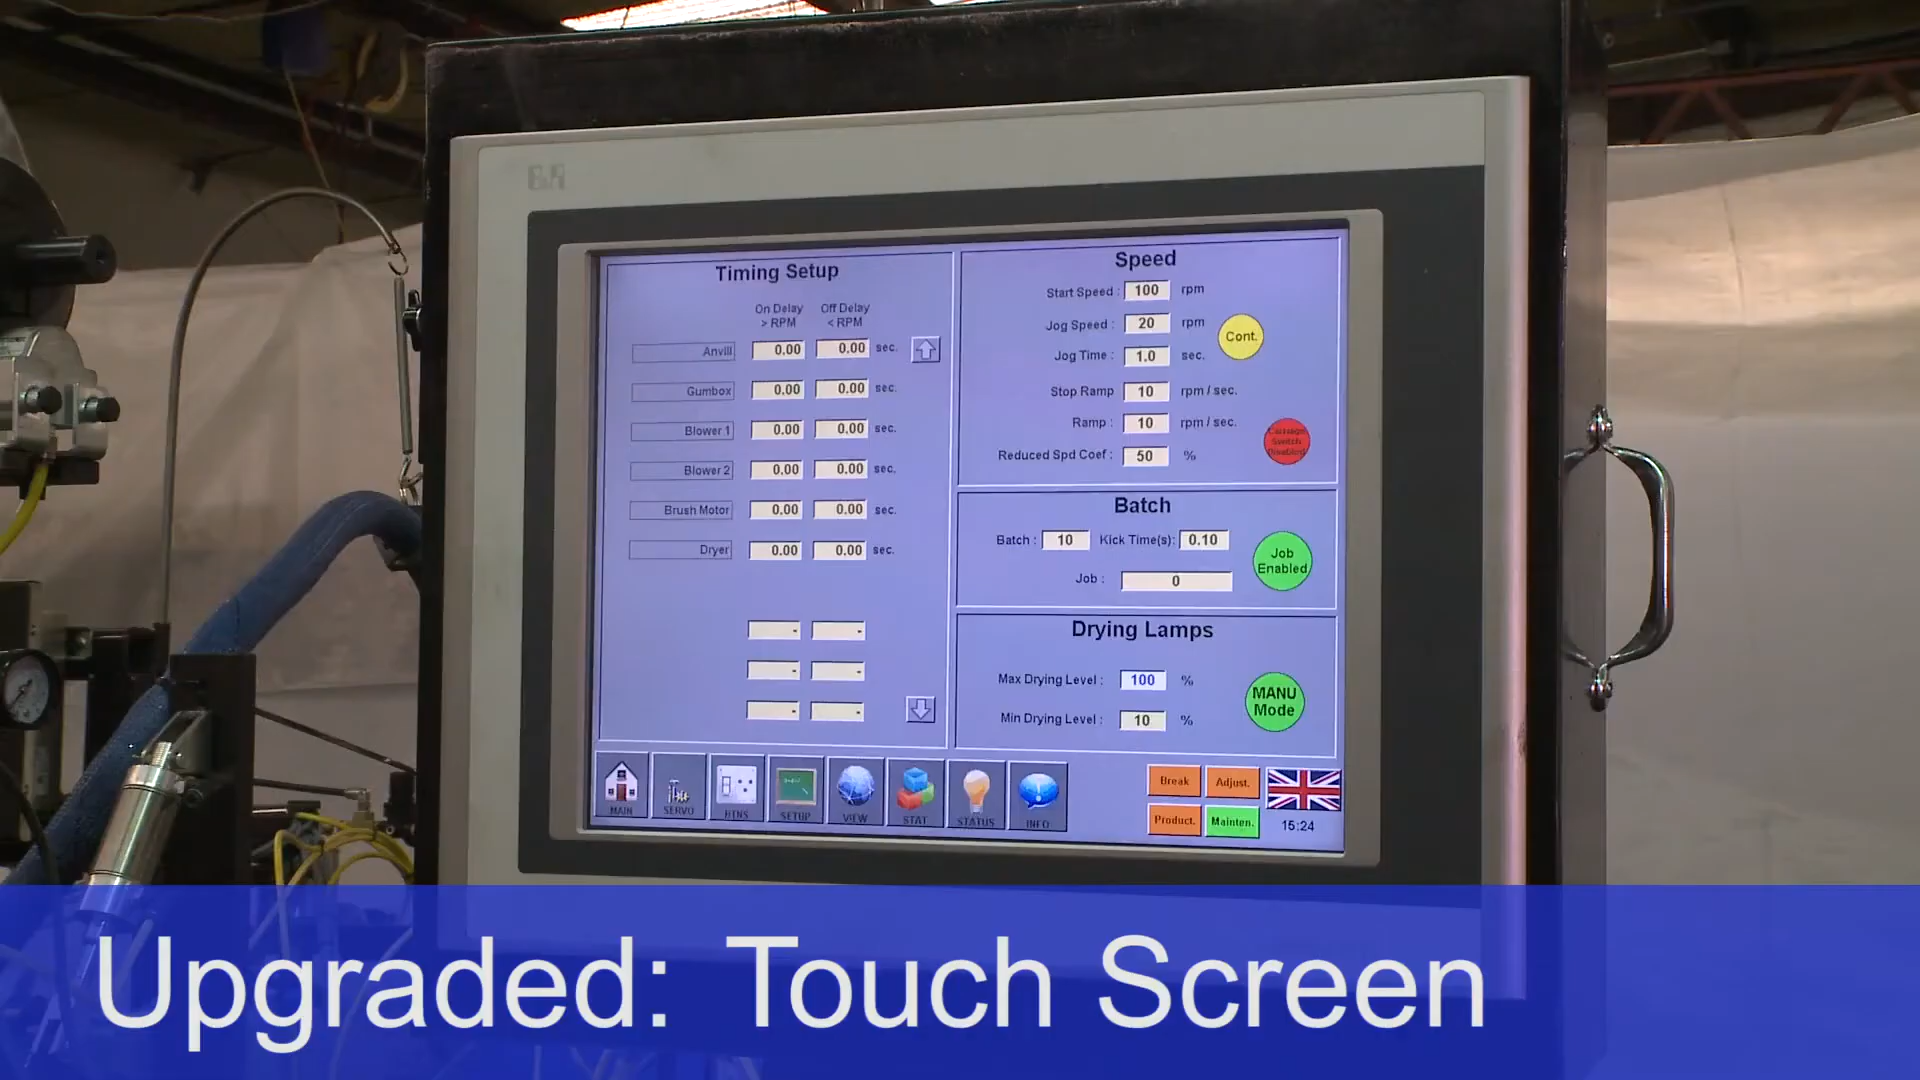 B&R
Timing Setup
On Delay Off Delay
> RPM < RPM
Anvill 0.00 0.00 sec.
Gumbox 0.00 0.00 sec.
Blower 1 0.00 0.00 sec.
Blower 2 0.00 0.00 sec.
Brush Motor 0.00 0.00 sec.
Dryer 0.00 0.00 sec.
- -
- -
- -
Speed
Start Speed : 100 rpm
Jog Speed : 20 rpm
Cont.
Jog Time : 1.0 sec.
Stop Ramp 10 rpm / sec.
Ramp : 10 rpm / sec.
Carriage
Switch
Disabled
Reduced Spd Coef : 50 %
Batch
Batch : 10 Kick Time(s): 0.10
Job : 0
Job
Enabled
Drying Lamps
Max Drying Level : 100 %
Min Drying Level : 10 %
MANU
Mode
MAIN SERVO BTNS SETUP VIEW STAT STATUS INFO
Break Adjust.
Product. Mainten.
15:24
Upgraded: Touch Screen